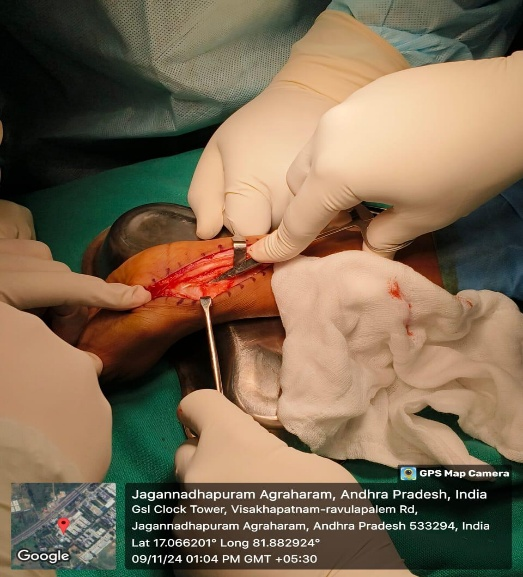 GPS Map Camera
Jagannadhapuram Agraharam, Andhra Pradesh, India
Gsl Clock Tower, Visakhapatnam-ravulapalem Rd,
Jagannadhapuram Agraharam, Andhra Pradesh 533294, India
Lat 17.066201° Long 81.882924°
09/11/24 01:04 PM GMT +05:30
Google